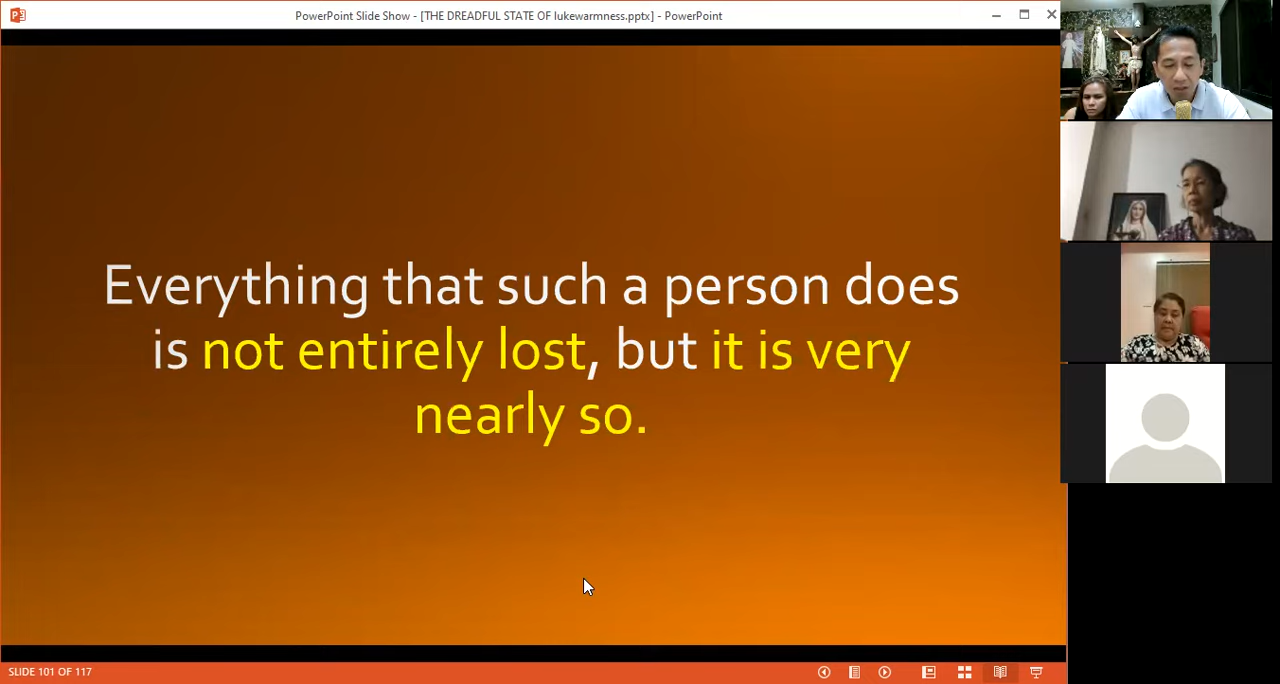 PowerPoint Slide Show - [THE DREADFUL STATE OF lukewarmness.pptx] - PowerPoint
Everything that such a person does
is not entirely lost, but it is very
nearly so.
SLIDE 101 OF 117